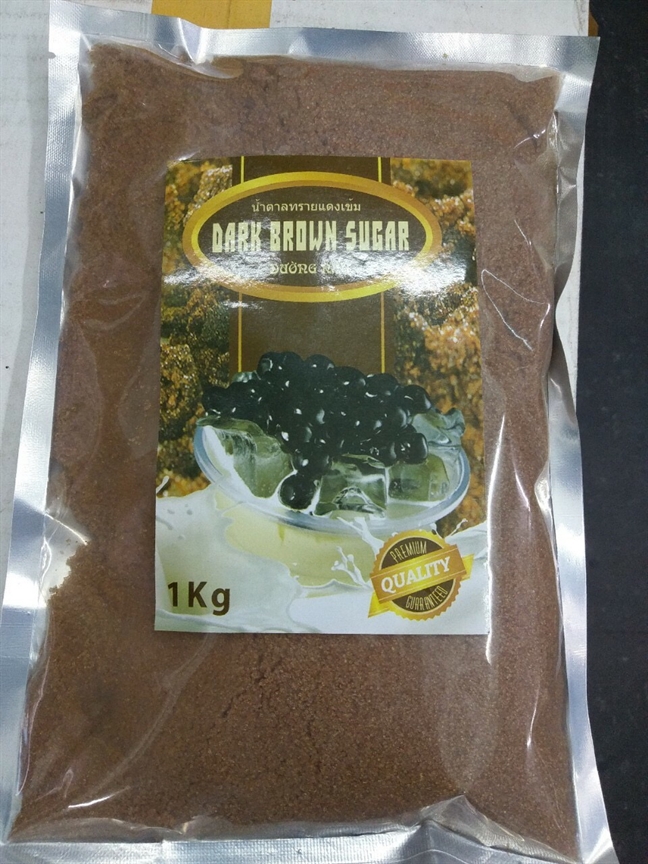 น้ำตาลทรายแดงเข้ม
DARK BROWN SUGAR
ĐƯỜNG
PREMIUM
QUALITY
GUARANTEED
1Kg